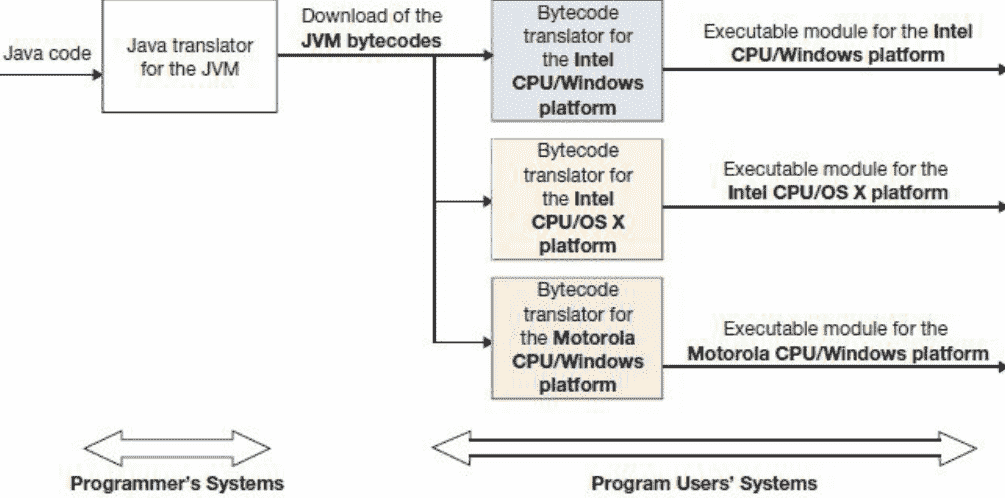 Java code
Java translator
for the JVM
Download of the
JVM bytecodes
Bytecode
translator for
the Intel
CPU/Windows
platform
Executable module for the Intel
CPU/Windows platform
Bytecode
translator for
the Intel
CPU/OS X
platform
Executable module for the
Intel CPU/OS X platform
Bytecode
translator for
the Motorola
CPU/Windows
platform
Executable module for the
Motorola CPU/Windows platform
Programmer's Systems
Program Users' Systems